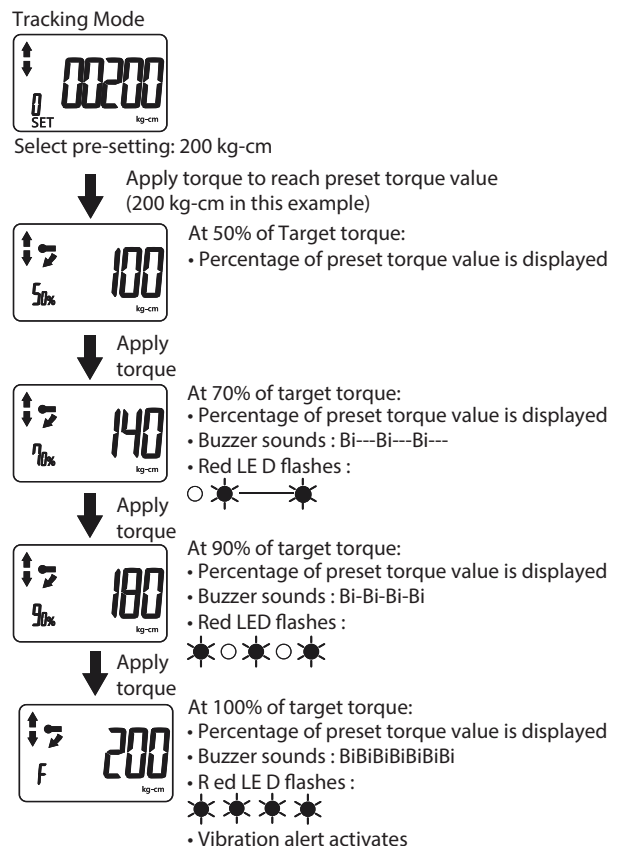 Tracking Mode
00200
0
SET
kg-cm
Select pre-setting: 200 kg-cm
Apply torque to reach preset torque value
(200 kg-cm in this example)
At 50% of Target torque:
• Percentage of preset torque value is displayed
100
50%
kg-cm
Apply
torque
At 70% of target torque:
• Percentage of preset torque value is displayed
• Buzzer sounds : Bi---Bi---Bi---
• Red LE D flashes :
140
70%
kg-cm
Apply
torque
At 90% of target torque:
• Percentage of preset torque value is displayed
• Buzzer sounds : Bi-Bi-Bi-Bi
• Red LED flashes :
180
90%
kg-cm
Apply
torque
At 100% of target torque:
• Percentage of preset torque value is displayed
• Buzzer sounds : BiBiBiBiBiBiBi
• R ed LE D flashes :
200
F
kg-cm
• Vibration alert activates